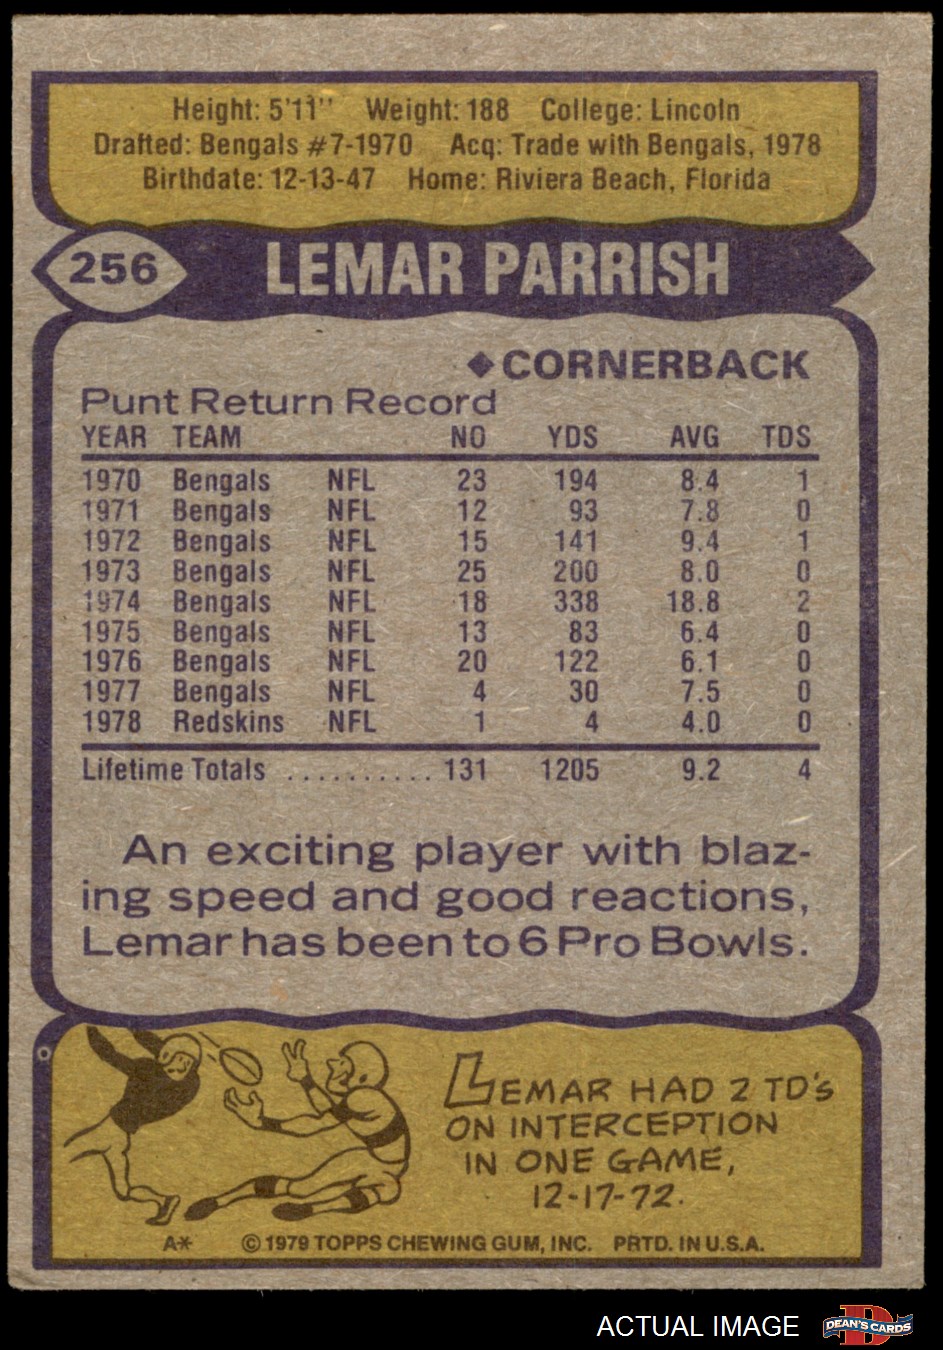 Height: 5'11'' Weight: 188 College: Lincoln
Drafted: Bengals #7-1970 Acq: Trade with Bengals, 1978
Birthdate: 12-13-47 Home: Riviera Beach, Florida
256 LEMAR PARRISH
◆CORNERBACK
Punt Return Record
YEAR TEAM NO YDS AVG TDS
1970 Bengals NFL 23 194 8.4 1
1971 Bengals NFL 12 93 7.8 0
1972 Bengals NFL 15 141 9.4 1
1973 Bengals NFL 25 200 8.0 0
1974 Bengals NFL 18 338 18.8 2
1975 Bengals NFL 13 83 6.4 0
1976 Bengals NFL 20 122 6.1 0
1977 Bengals NFL 4 30 7.5 0
1978 Redskins NFL 1 4 4.0 0
Lifetime Totals .......... 131 1205 9.2 4
An exciting player with blaz-
ing speed and good reactions,
Lemar has been to 6 Pro Bowls.
LEMAR HAD 2 TD'S
ON INTERCEPTION
IN ONE GAME,
12-17-72.
A* © 1979 TOPPS CHEWING GUM, INC. PRTD. IN U.S.A.
ACTUAL IMAGE D DEAN'S CARDS